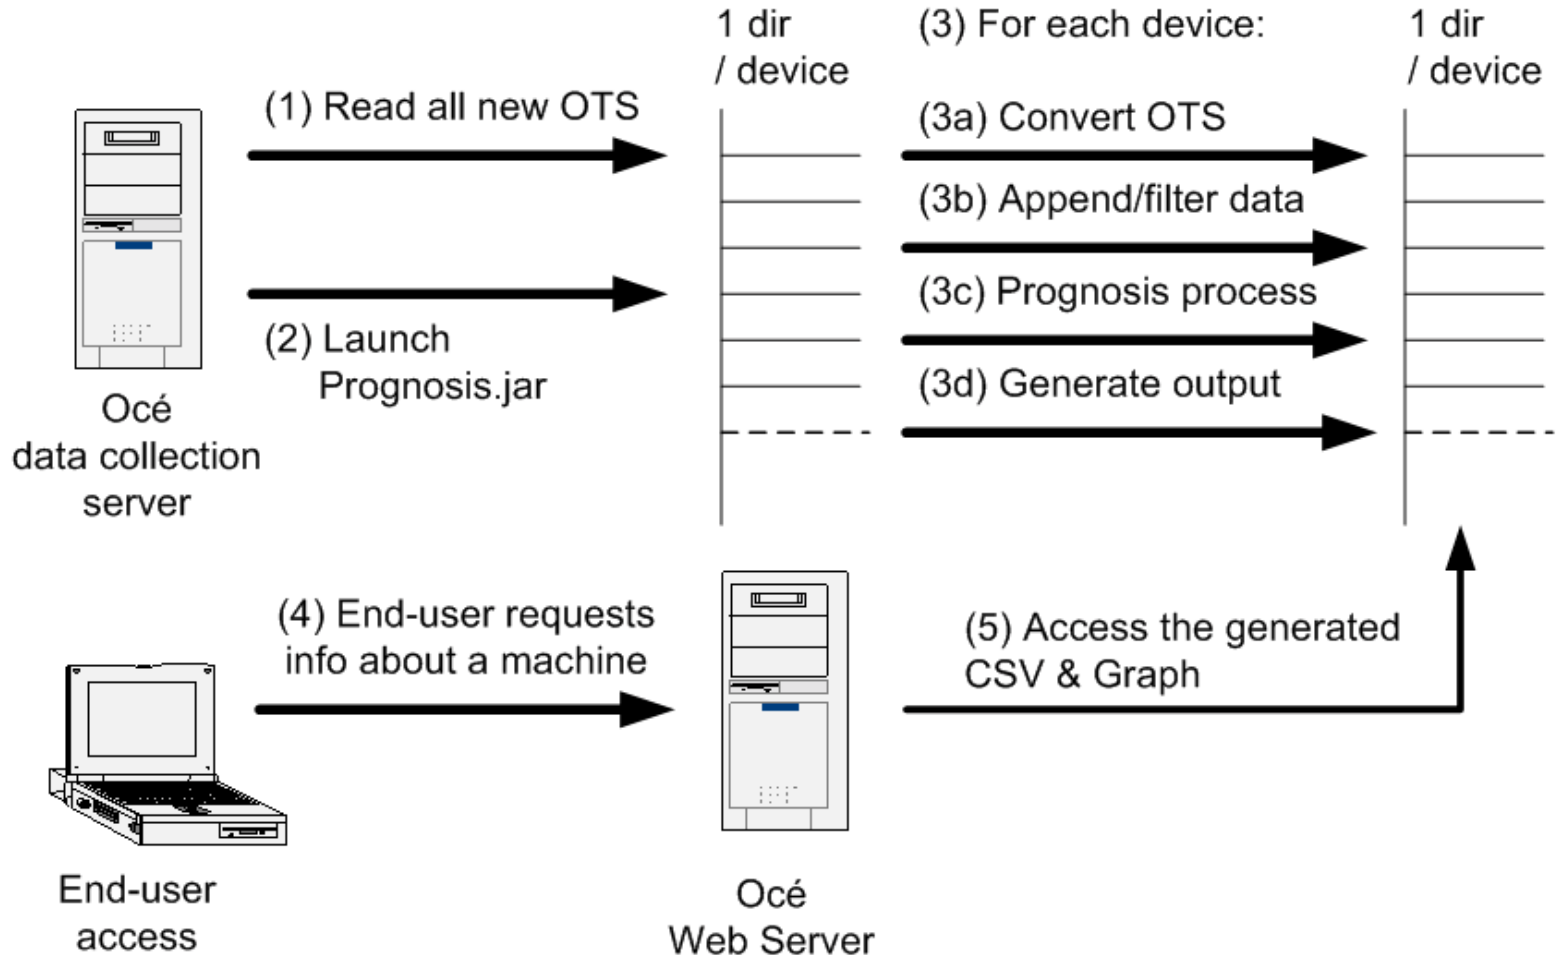 1 dir
/ device
(3) For each device:
1 dir
/ device
(1) Read all new OTS
(3a) Convert OTS
(3b) Append/filter data
(3c) Prognosis process
(2) Launch
Prognosis.jar
(3d) Generate output
Océ
data collection
server
(4) End-user requests
info about a machine
(5) Access the generated
CSV & Graph
End-user
access
Océ
Web Server